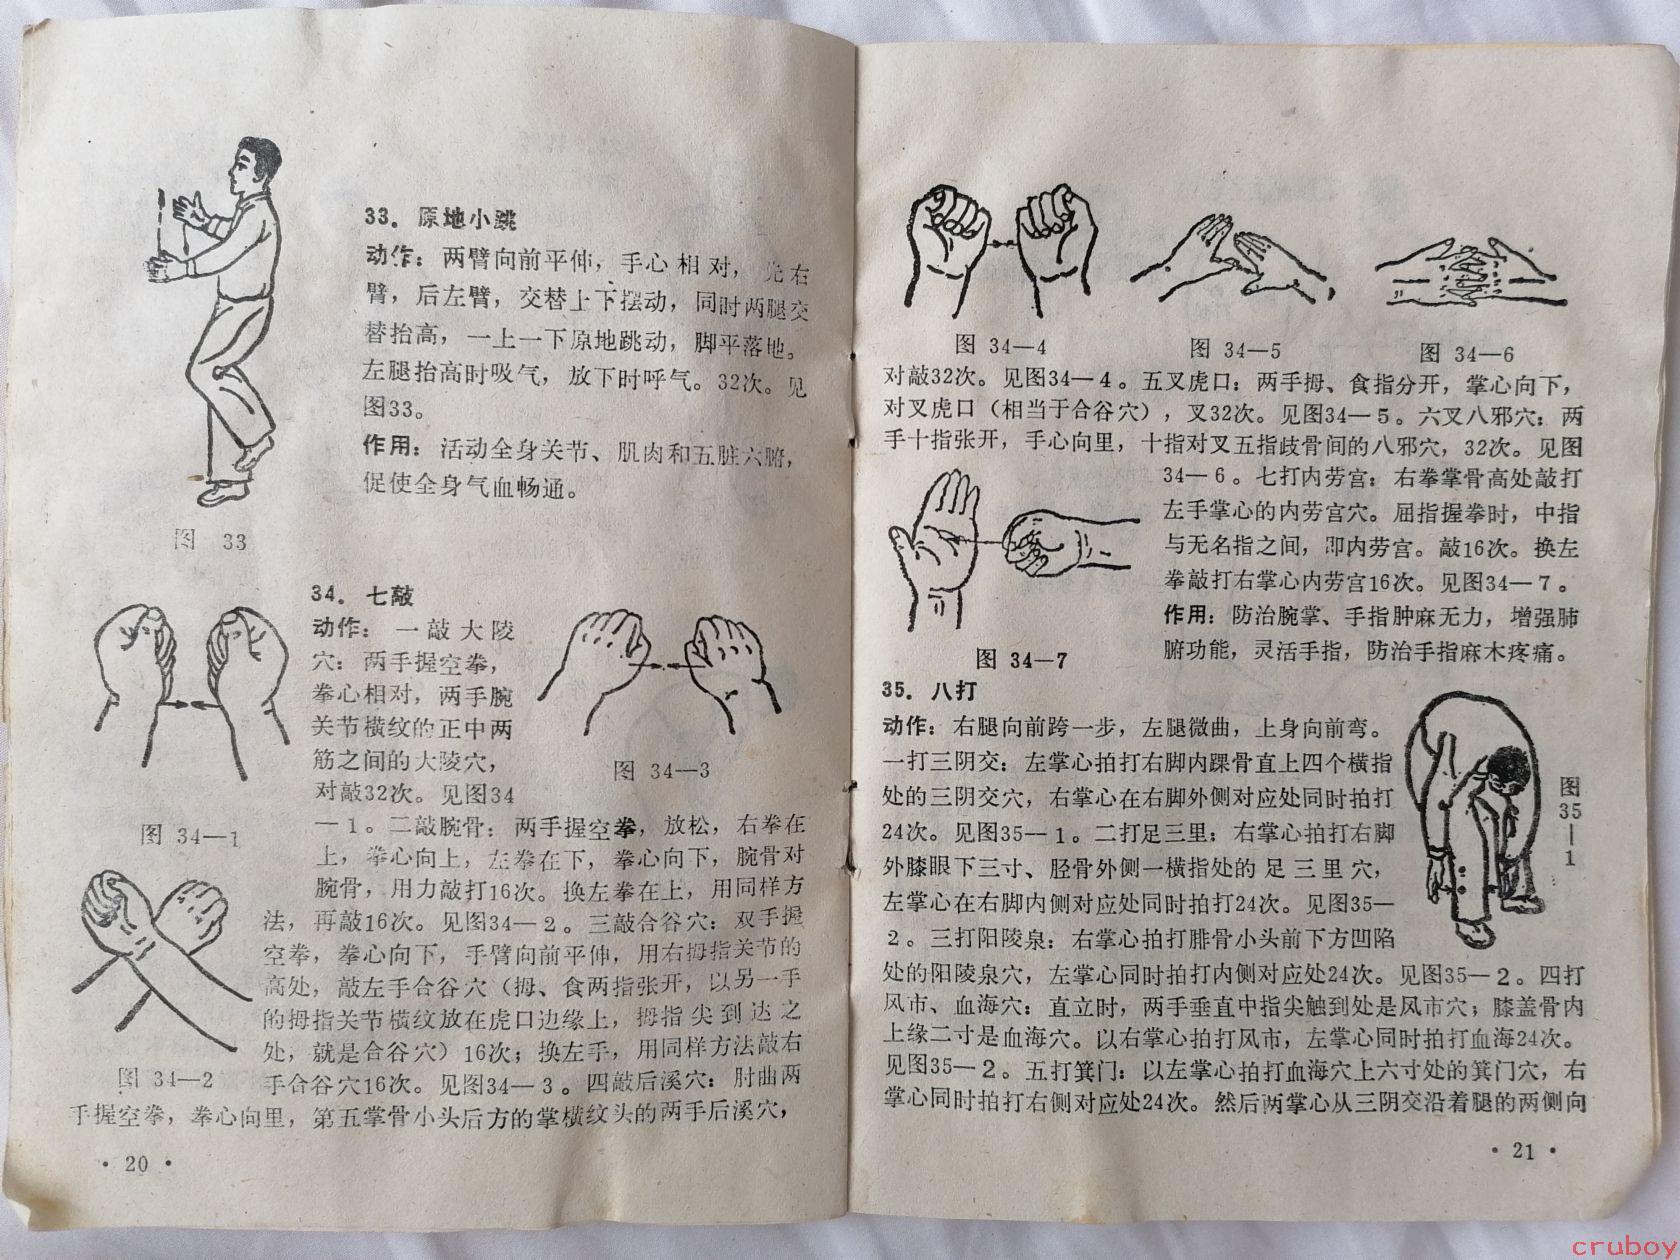 33．原地小跳
动作：两臂向前平伸，手心相对，先右
臂，后左臂，交替上下摆动，同时两腿交
替抬高，一上一下原地跳动，脚平落地。
左腿抬高时吸气，放下时呼气。32次。见
图33。
作用：活动全身关节、肌肉和五脏六腑，
促使全身气血畅通。
图 33
34．七敲
动作：一敲大陵
穴：两手握空拳，
拳心相对，两手腕
关节横纹的正中两
筋之间的大陵穴，
对敲32次。见图34
—1。二敲腕骨：两手握空拳，放松，右拳在
上，拳心向上，左拳在下，拳心向下，腕骨对
腕骨，用力敲打16次。换左拳在上，用同样方
法，再敲16次。见图34—2。三敲合谷穴：双手握
空拳，拳心向下，手臂向前平伸，用右拇指关节的
高处，敲左手合谷穴（拇、食两指张开，以另一手
的拇指关节横纹放在虎口边缘上，拇指尖到达之
处，就是合谷穴）16次；换左手，用同样方法敲右
手合谷穴16次。见图34—3。四敲后溪穴：肘曲两
手握空拳，拳心向里，第五掌骨小头后方的掌横纹头的两手后溪穴，
图 34—1
图 34—3
图 34—2
• 20 •
图 34—4
图 34—5
图 34—6
对敲32次。见图34—4。五叉虎口：两手拇、食指分开，掌心向下，
对叉虎口（相当于合谷穴），叉32次。见图34—5。六叉八邪穴：两
手十指张开，手心向里，十指对叉五指歧骨间的八邪穴，32次。见图
34—6。七打内劳宫：右拳掌骨高处敲打
左手掌心的内劳宫穴。屈指握拳时，中指
与无名指之间，即内劳宫。敲16次。换左
拳敲打右掌心内劳宫16次。见图34—7。
作用：防治腕掌、手指肿麻无力，增强肺
腑功能，灵活手指，防治手指麻木疼痛。
图 34—7
35．八打
动作：右腿向前跨一步，左腿微曲，上身向前弯。
一打三阴交：左掌心拍打右脚内踝骨直上四个横指
处的三阴交穴，右掌心在右脚外侧对应处同时拍打
24次。见图35—1。二打足三里：右掌心拍打右脚
外膝眼下三寸、胫骨外侧一横指处的足三里穴，
左掌心在右脚内侧对应处同时拍打24次。见图35—
2。三打阳陵泉：右掌心拍打腓骨小头前下方凹陷
处的阳陵泉穴，左掌心同时拍打内侧对应处24次。见图35—2。四打
风市、血海穴：直立时，两手垂直中指尖触到处是风市穴；膝盖骨内
上缘二寸是血海穴。以右掌心拍打风市，左掌心同时拍打血海24次。
见图35—2。五打箕门：以左掌心拍打血海穴上六寸处的箕门穴，右
掌心同时拍打右侧对应处24次。然后两掌心从三阴交沿着腿的两侧向
图35—1
• 21 •
cruboy